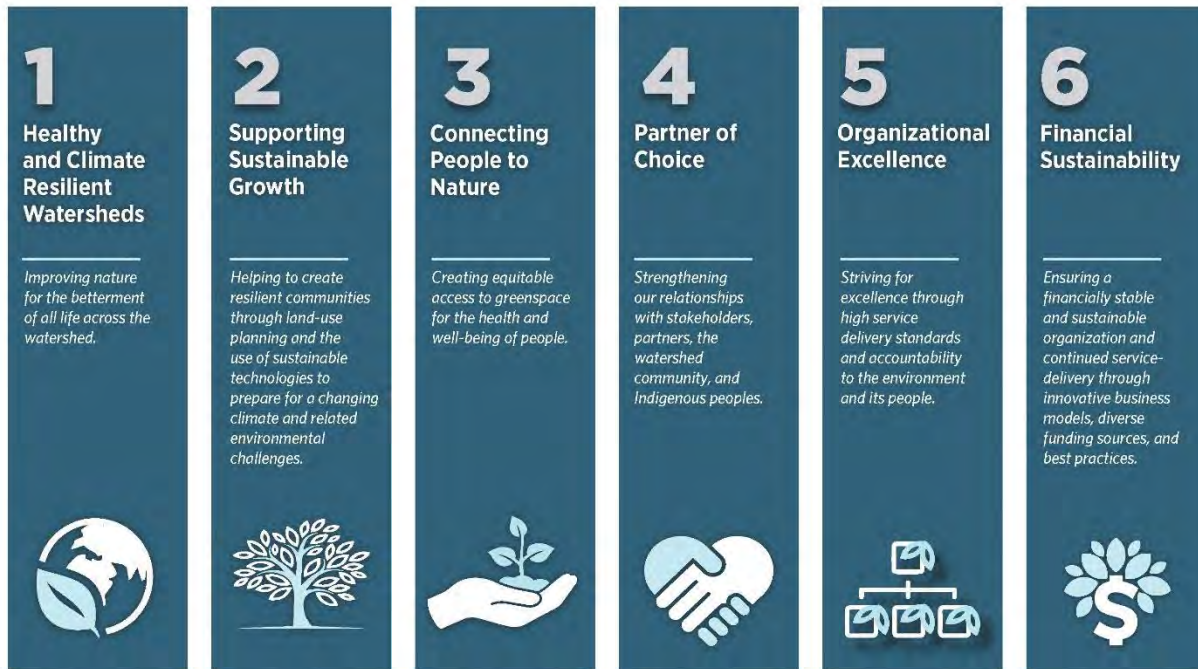 1
Healthy
and Climate
Resilient
Watersheds
Improving nature
for the betterment
of all life across the
watershed.
2
Supporting
Sustainable
Growth
Helping to create
resilient communities
through land-use
planning and the
use of sustainable
technologies to
prepare for a changing
climate and related
environmental
challenges.
3
Connecting
People to
Nature
Creating equitable
access to greenspace
for the health and
well-being of people.
4
Partner of
Choice
Strengthening
our relationships
with stakeholders,
partners, the
watershed
community, and
Indigenous peoples.
5
Organizational
Excellence
Striving for
excellence through
high service
delivery standards
and accountability
to the environment
and its people.
6
Financial
Sustainability
Ensuring a
financially stable
and sustainable
organization and
continued service-
delivery through
innovative business
models, diverse
funding sources, and
best practices.
$